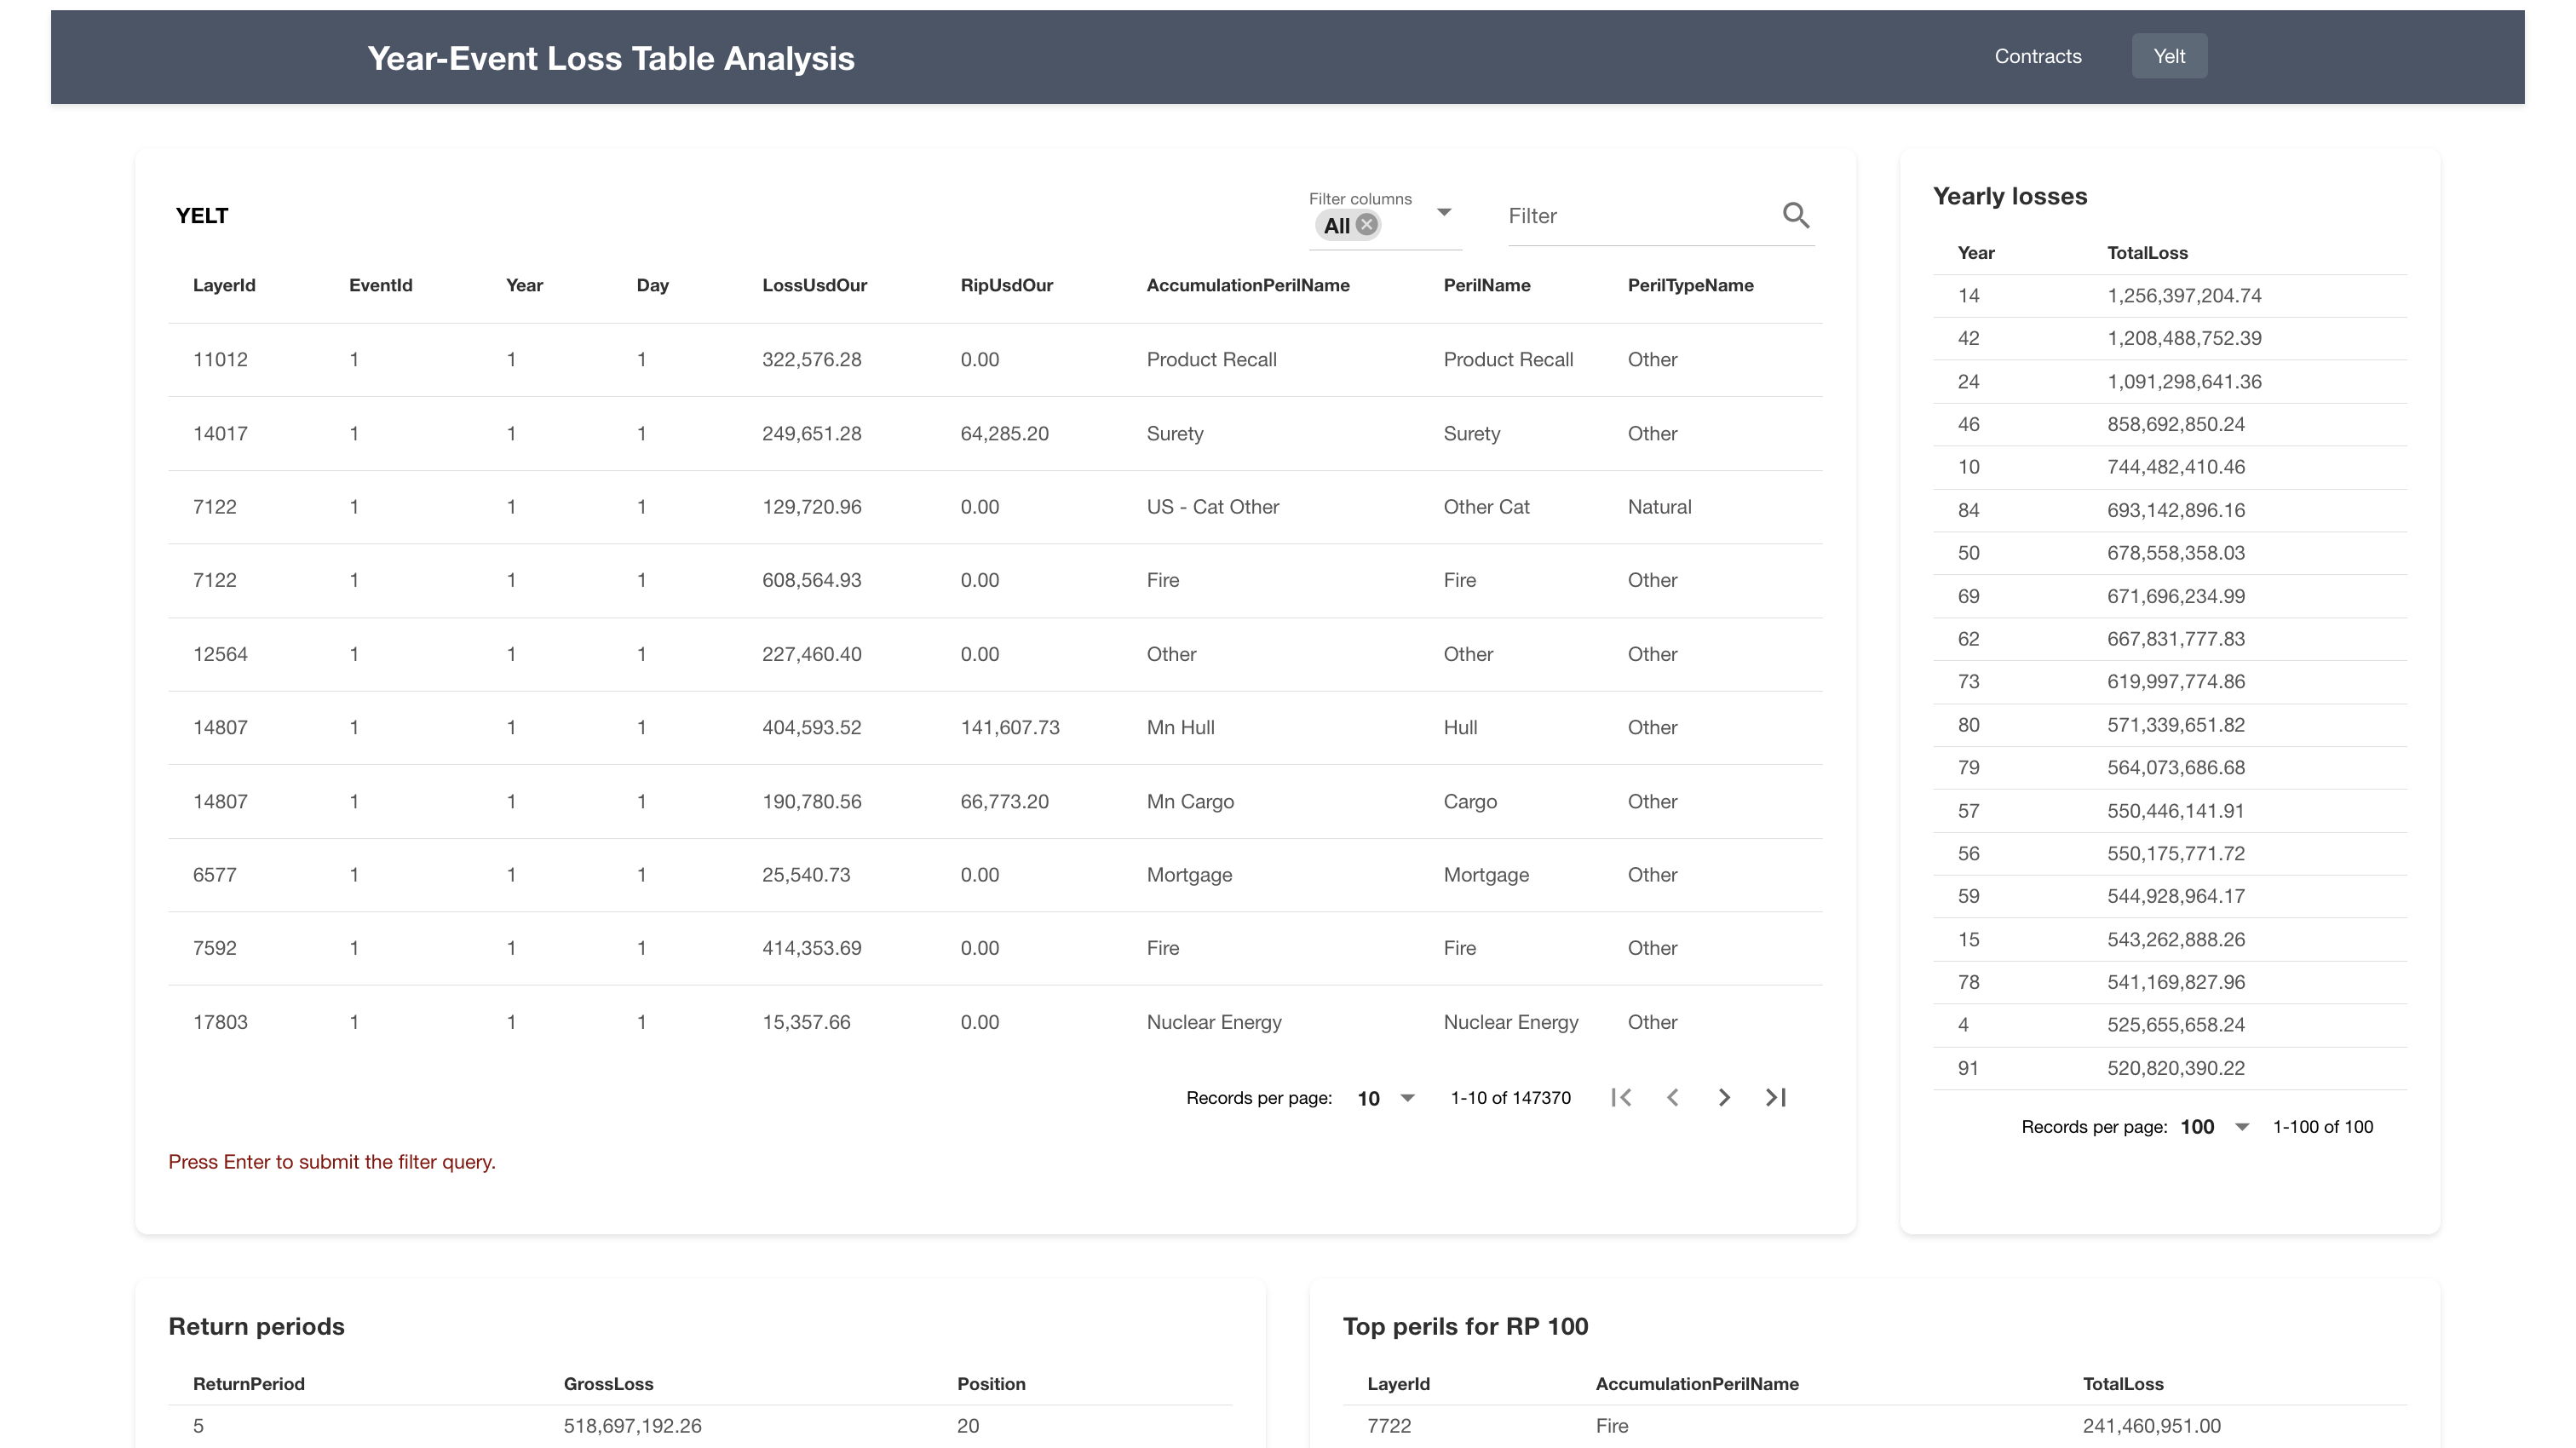 Year-Event Loss Table Analysis
Contracts
Yelt
YELT
Filter columns
All
Filter
LayerId EventId Year Day LossUsdOur RipUsdOur AccumulationPerilName PerilName PerilTypeName
11012 1 1 1 322,576.28 0.00 Product Recall Product Recall Other
14017 1 1 1 249,651.28 64,285.20 Surety Surety Other
7122 1 1 1 129,720.96 0.00 US - Cat Other Other Cat Natural
7122 1 1 1 608,564.93 0.00 Fire Fire Other
12564 1 1 1 227,460.40 0.00 Other Other Other
14807 1 1 1 404,593.52 141,607.73 Mn Hull Hull Other
14807 1 1 1 190,780.56 66,773.20 Mn Cargo Cargo Other
6577 1 1 1 25,540.73 0.00 Mortgage Mortgage Other
7592 1 1 1 414,353.69 0.00 Fire Fire Other
17803 1 1 1 15,357.66 0.00 Nuclear Energy Nuclear Energy Other
Records per page: 10 1-10 of 147370
Press Enter to submit the filter query.
Yearly losses
Year TotalLoss
14 1,256,397,204.74
42 1,208,488,752.39
24 1,091,298,641.36
46 858,692,850.24
10 744,482,410.46
84 693,142,896.16
50 678,558,358.03
69 671,696,234.99
62 667,831,777.83
73 619,997,774.86
80 571,339,651.82
79 564,073,686.68
57 550,446,141.91
56 550,175,771.72
59 544,928,964.17
15 543,262,888.26
78 541,169,827.96
4 525,655,658.24
91 520,820,390.22
Records per page: 100 1-100 of 100
Return periods
ReturnPeriod GrossLoss Position
5 518,697,192.26 20
Top perils for RP 100
LayerId AccumulationPerilName TotalLoss
7722 Fire 241,460,951.00